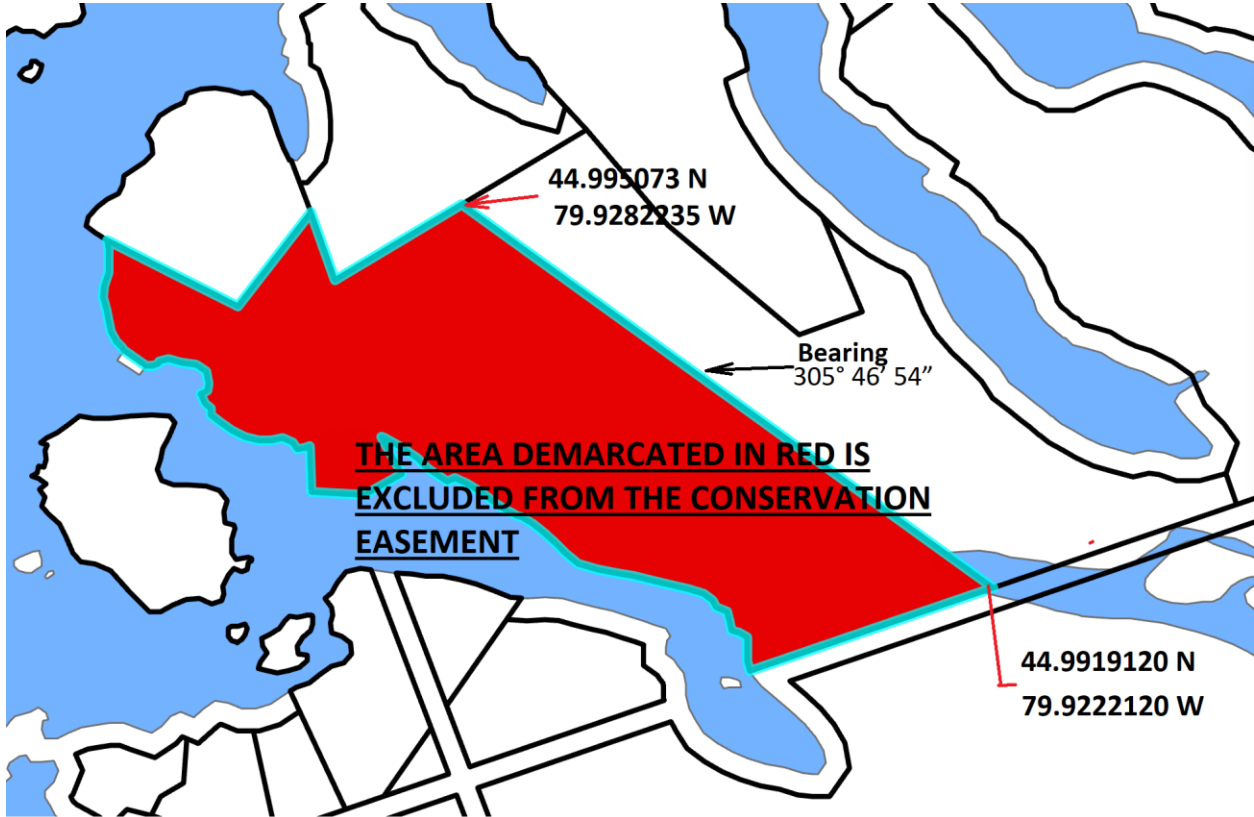 44.995073 N
79.9282235 W
Bearing
305° 46’ 54”
THE AREA DEMARCATED IN RED IS
EXCLUDED FROM THE CONSERVATION
EASEMENT
44.9919120 N
79.9222120 W